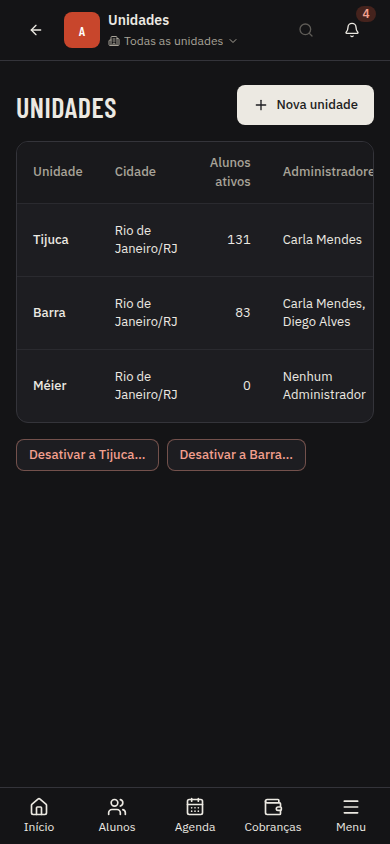 A
Unidades
Todas as unidades
4
UNIDADES
Nova unidade
Unidade
Cidade
Alunos
ativos
Administradore
Tijuca
Rio de
Janeiro/RJ
131
Carla Mendes
Barra
Rio de
Janeiro/RJ
83
Carla Mendes,
Diego Alves
Méier
Rio de
Janeiro/RJ
0
Nenhum
Administrador
Desativar a Tijuca...
Desativar a Barra...
Início
Alunos
Agenda
Cobranças
Menu